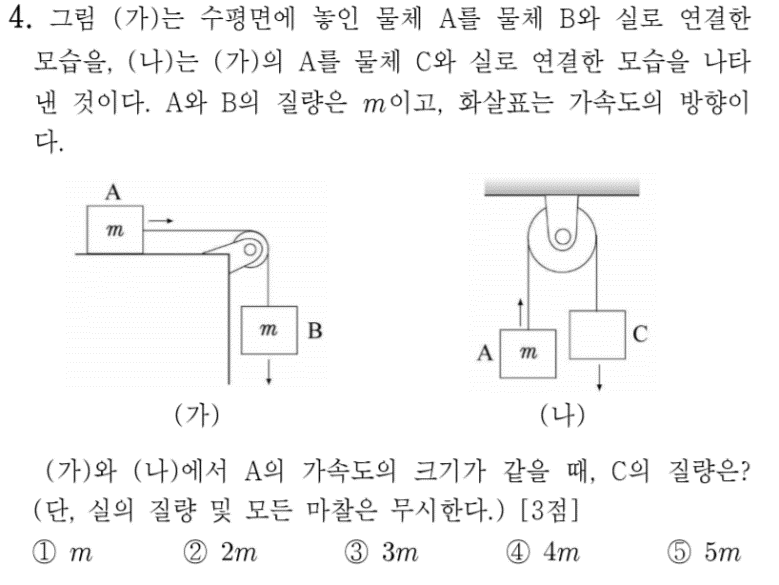 4. 그림 (가)는 수평면에 놓인 물체 A를 물체 B와 실로 연결한
모습을, (나)는 (가)의 A를 물체 C와 실로 연결한 모습을 나타
낸 것이다. A와 B의 질량은 m이고, 화살표는 가속도의 방향이
다.
A
m
m B
(가)
A m
C
(나)
(가)와 (나)에서 A의 가속도의 크기가 같을 때, C의 질량은?
(단, 실의 질량 및 모든 마찰은 무시한다.) [3점]
① m ② 2m ③ 3m ④ 4m ⑤ 5m